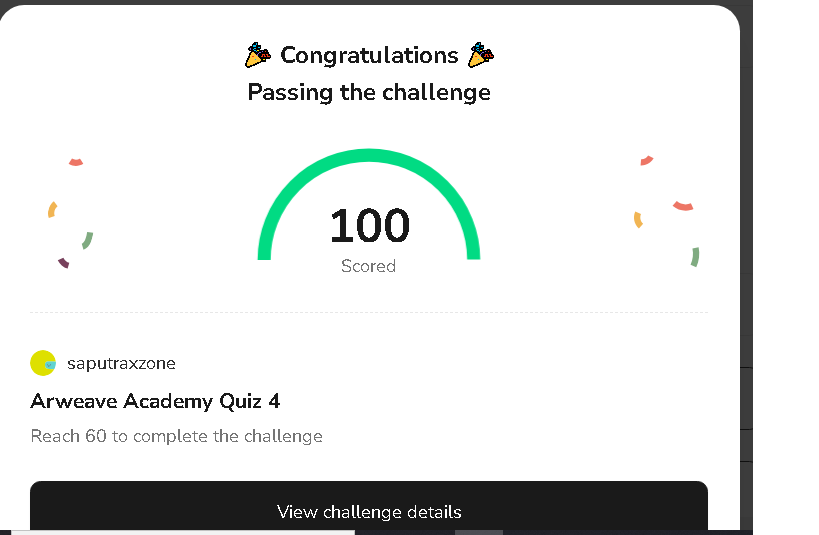 🎉 Congratulations 🎉
Passing the challenge
100
Scored
saputraxzone
Arweave Academy Quiz 4
Reach 60 to complete the challenge
View challenge details